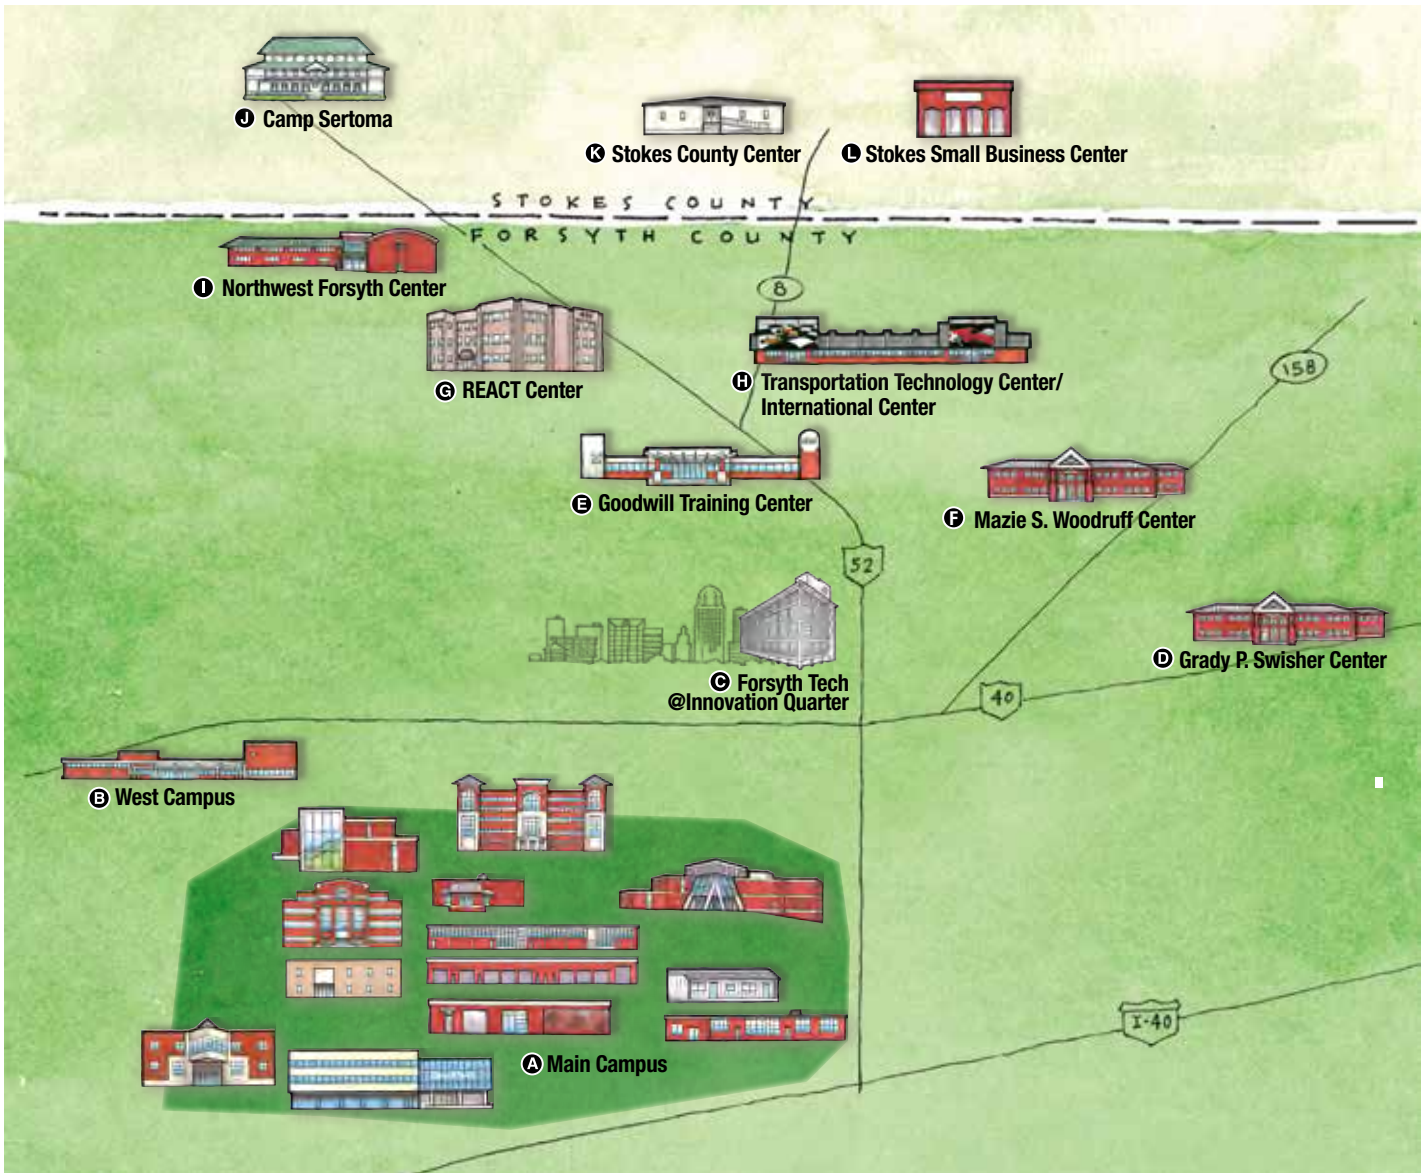 J Camp Sertoma
K Stokes County Center
L Stokes Small Business Center
STOKES COUNTY
FORSYTH COUNTY
I Northwest Forsyth Center
8
G REACT Center
H Transportation Technology Center/
International Center
158
E Goodwill Training Center
F Mazie S. Woodruff Center
52
D Grady P. Swisher Center
C Forsyth Tech
@Innovation Quarter
40
B West Campus
I-40
A Main Campus